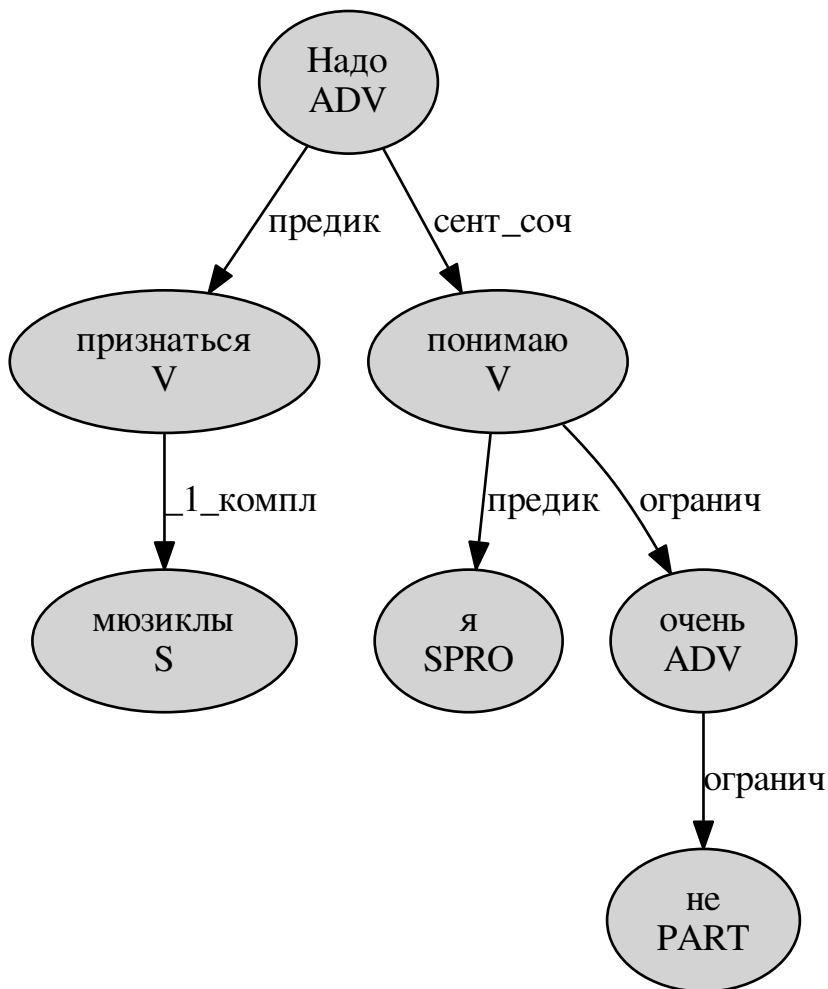 Надо
ADV
предик
сент_соч
признаться
V
понимаю
V
_1_компл
предик
огранич
мюзиклы
S
я
SPRO
очень
ADV
огранич
не
PART